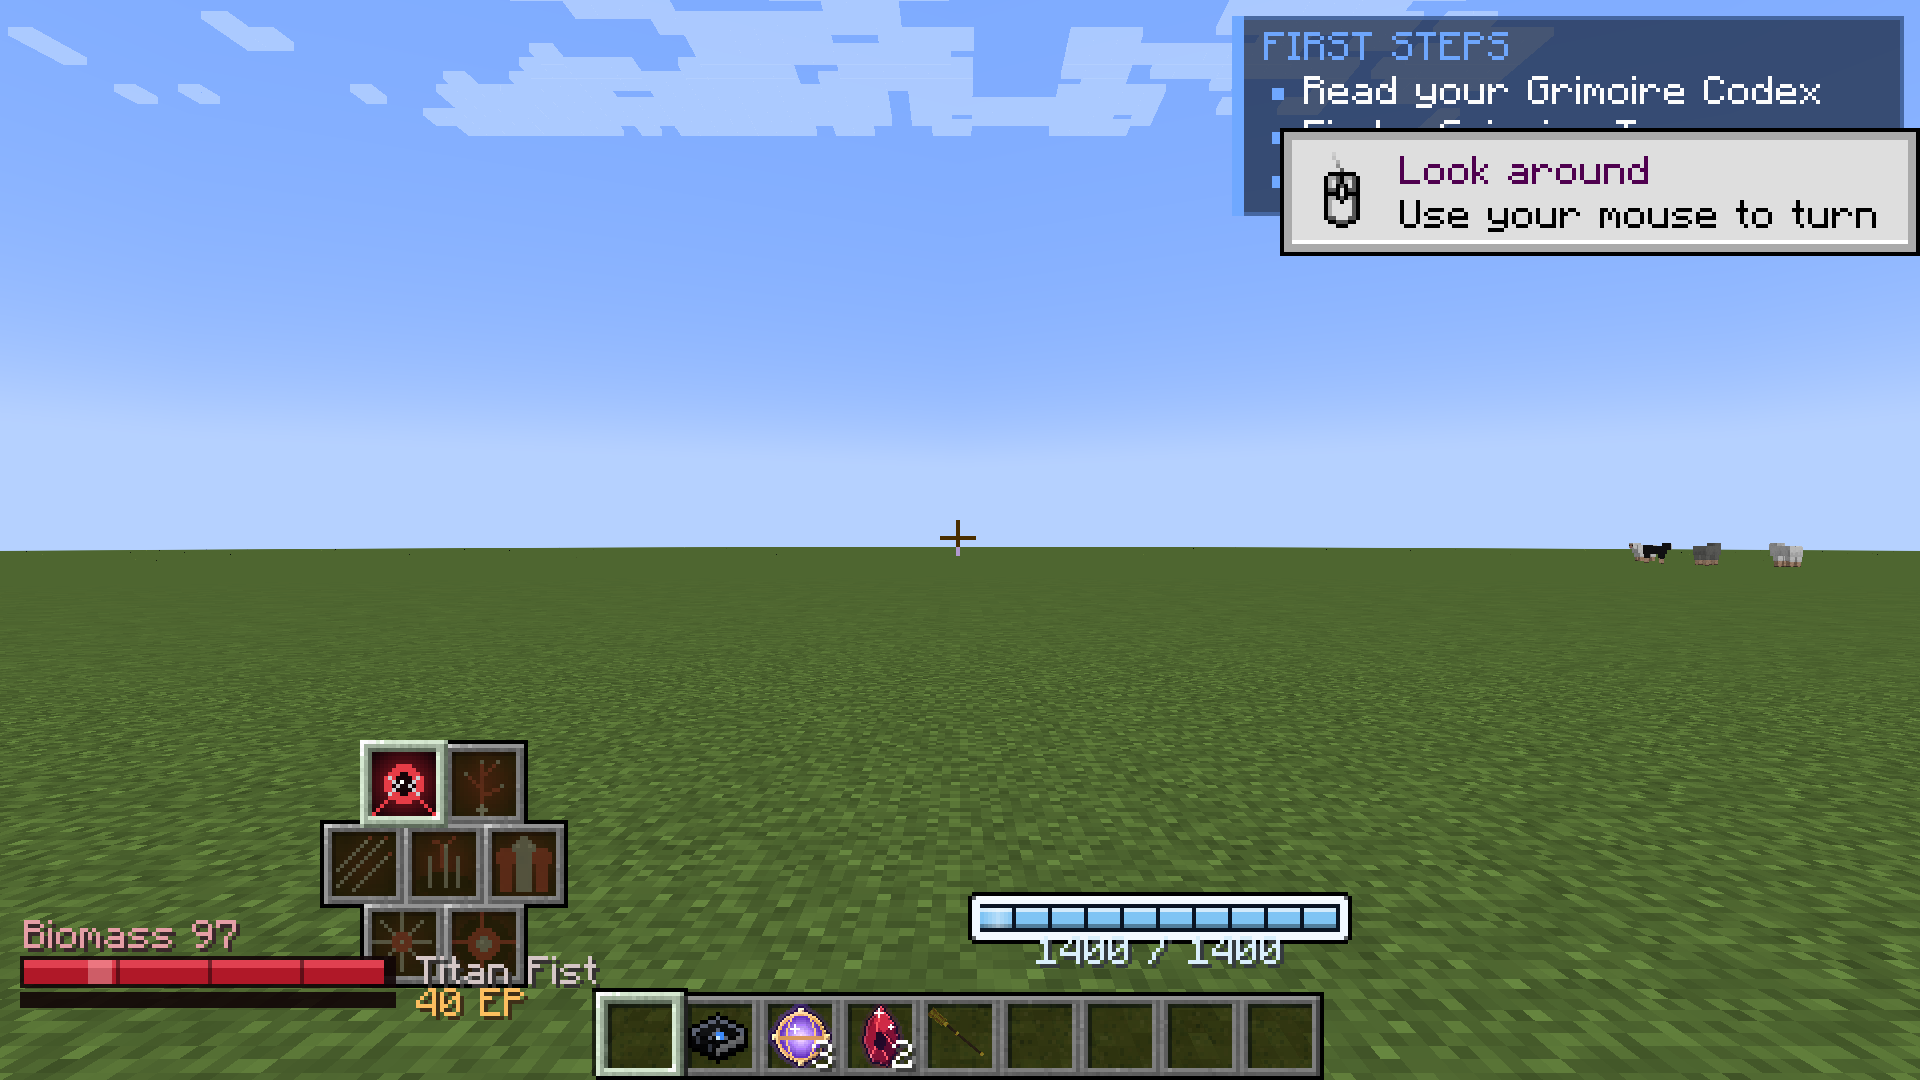 FIRST STEPS
Read your Grimoire Codex
Look around
Use your mouse to turn
Biomass 97
Titan Fist
40 EP
1400 / 1400
3
2